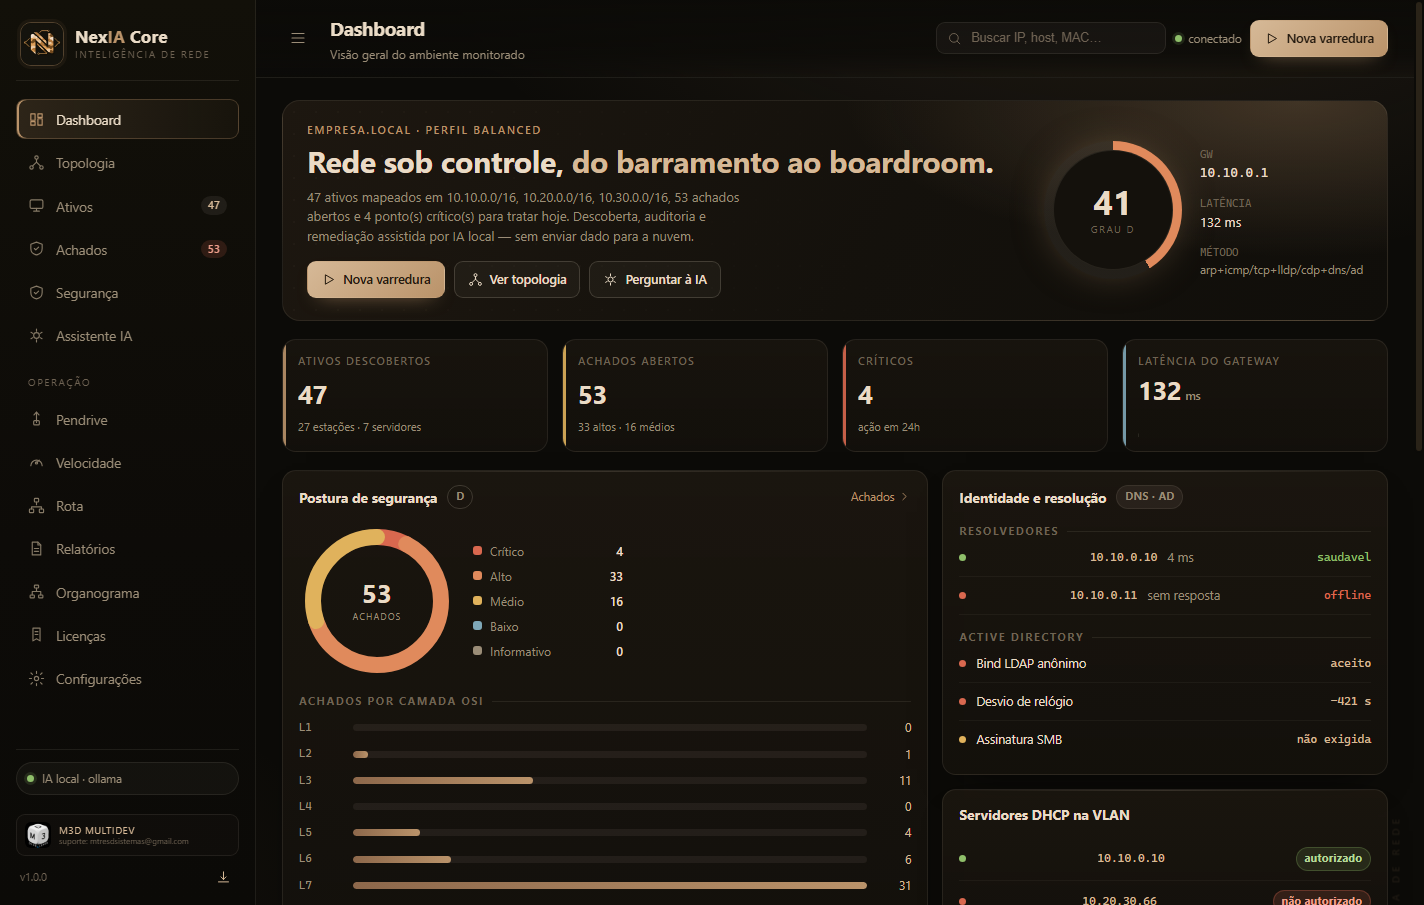 NexIA Core
INTELIGÊNCIA DE REDE
Dashboard
Topologia
Ativos 47
Achados 53
Segurança
Assistente IA
OPERAÇÃO
Pendrive
Velocidade
Rota
Relatórios
Organograma
Licenças
Configurações
IA local · ollama
M3D MULTIDEV
suporte: mtresdsistemas@gmail.com
v1.0.0
Dashboard
Visão geral do ambiente monitorado
Buscar IP, host, MAC…
conectado
Nova varredura
EMPRESA.LOCAL · PERFIL BALANCED
Rede sob controle, do barramento ao boardroom.
47 ativos mapeados em 10.10.0.0/16, 10.20.0.0/16, 10.30.0.0/16, 53 achados
abertos e 4 ponto(s) crítico(s) para tratar hoje. Descoberta, auditoria e
remediação assistida por IA local — sem enviar dado para a nuvem.
Nova varredura
Ver topologia
Perguntar à IA
41
GRAU D
GW
10.10.0.1
LATÊNCIA
132 ms
MÉTODO
arp+icmp/tcp+lldp/cdp+dns/ad
ATIVOS DESCOBERTOS
47
27 estações · 7 servidores
ACHADOS ABERTOS
53
33 altos · 16 médios
CRÍTICOS
4
ação em 24h
LATÊNCIA DO GATEWAY
132 ms
Postura de segurança D
Achados
53
ACHADOS
Crítico 4
Alto 33
Médio 16
Baixo 0
Informativo 0
ACHADOS POR CAMADA OSI
L1 0
L2 1
L3 11
L4 0
L5 4
L6 6
L7 31
Identidade e resolução DNS · AD
RESOLVEDORES
10.10.0.10 4 ms saudavel
10.10.0.11 sem resposta offline
ACTIVE DIRECTORY
Bind LDAP anônimo aceito
Desvio de relógio −421 s
Assinatura SMB não exigida
Servidores DHCP na VLAN
10.10.0.10 autorizado
10.20.30.66 não autorizado